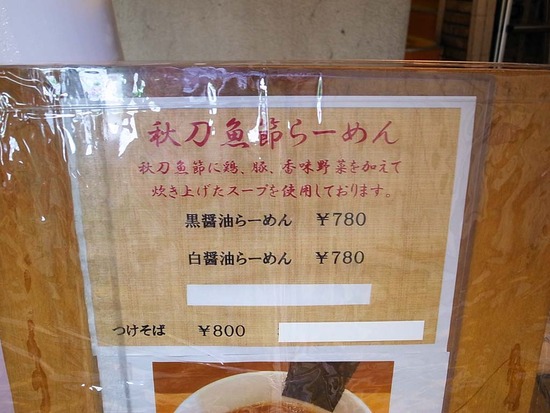 秋刀魚節らーめん
秋刀魚節に鶏、豚、香味野菜を加えて
炊き上げたスープを使用しております。
黒醤油らーめん ￥780
白醤油らーめん ￥780
つけそば ￥800